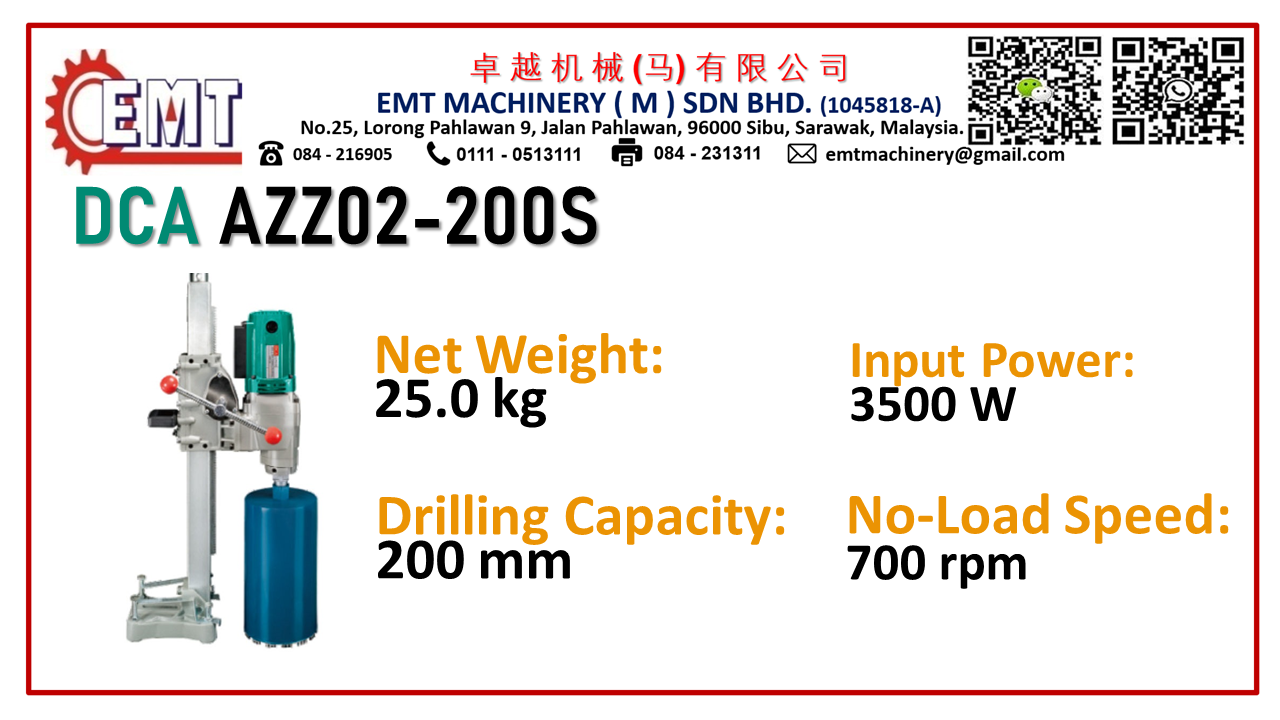 EMT
卓越机械(马)有限公司
EMT MACHINERY ( M ) SDN BHD. (1045818-A)
No.25, Lorong Pahlawan 9, Jalan Pahlawan, 96000 Sibu, Sarawak, Malaysia.
084 - 216905 0111 - 0513111 084 - 231311 emtmachinery@gmail.com
DCA AZZ02-200S
Net Weight:
25.0 kg
Input Power:
3500 W
Drilling Capacity:
200 mm
No-Load Speed:
700 rpm